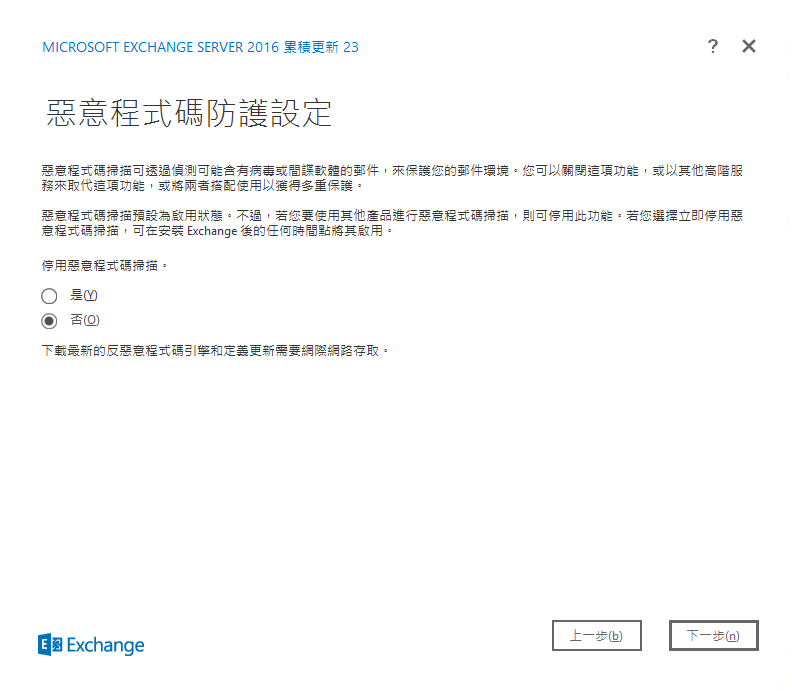 MICROSOFT EXCHANGE SERVER 2016 累積更新 23
?
惡意程式碼防護設定
惡意程式碼掃描可透過偵測可能含有病毒或間諜軟體的郵件，來保護您的郵件環境。您可以關閉這項功能，或以其他高階服
務來取代這項功能，或將兩者搭配使用以獲得多重保護。
惡意程式碼掃描預設為啟用狀態。不過，若您要使用其他產品進行惡意程式碼掃描，則可停用此功能。若您選擇立即停用惡
意程式碼掃描，可在安裝 Exchange 後的任何時間點將其啟用。
停用惡意程式碼掃描。
是(Y)
否(O)
下載最新的反惡意程式碼引擎和定義更新需要網際網路存取。
Exchange
上一步(b)
下一步(n)